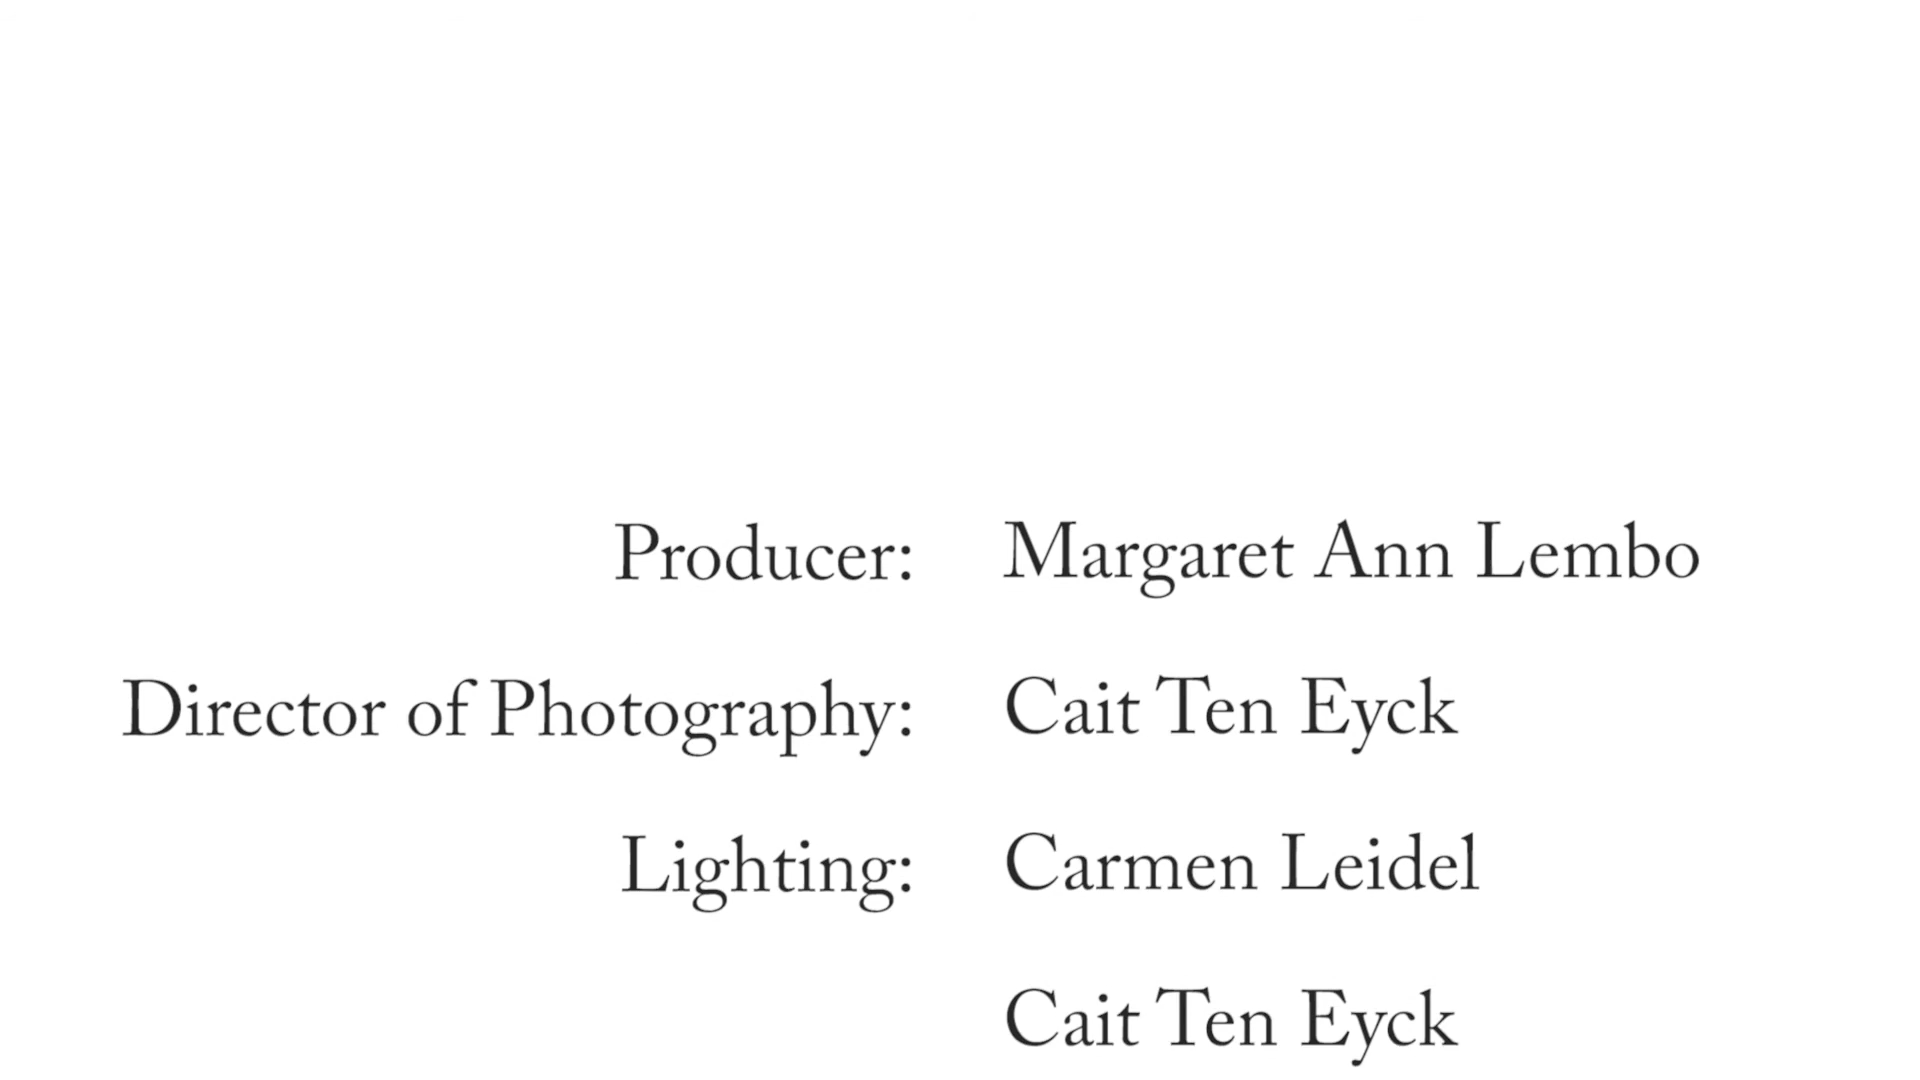 Producer: Margaret Ann Lembo
Director of Photography: Cait Ten Eyck
Lighting: Carmen Leidel
Cait Ten Eyck